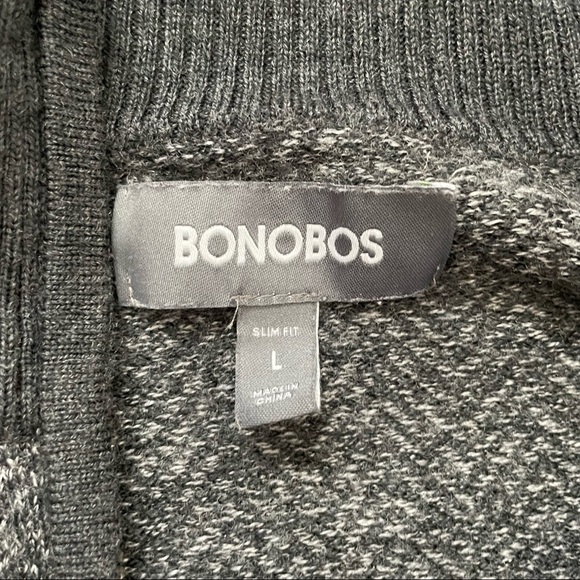 BONOBOS
SLIM FIT
L
MADE IN
CHINA